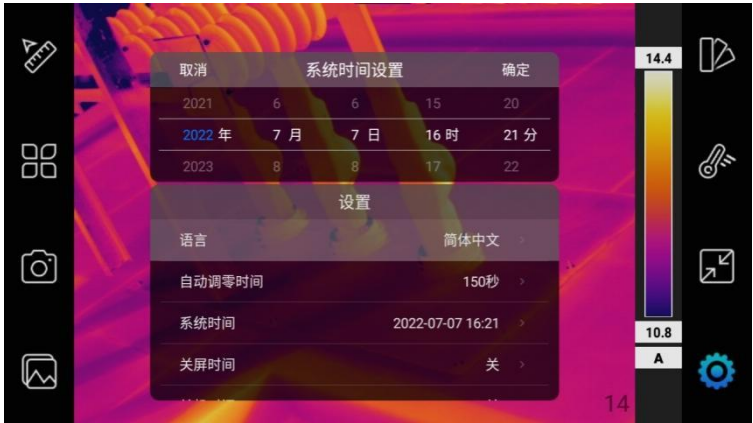 取消 系统时间设置 确定
2021 6 6 15 20
2022 年 7 月 7 日 16 时 21 分
2023 8 8 17 22
设置
语言 简体中文
自动调零时间 150秒
系统时间 2022-07-07 16:21
关屏时间 关
14.4
10.8
A
14